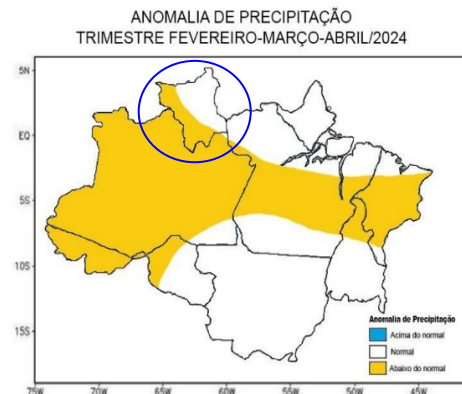 ANOMALIA DE PRECIPITAÇÃO
TRIMESTRE FEVEREIRO-MARÇO-ABRIL/2024
5N
EQ
5S
10S
15S
Anomalia de Precipitação
Acima do normal
Normal
Abaixo do normal
75W 70W 65W 60W 55W 50W 45W